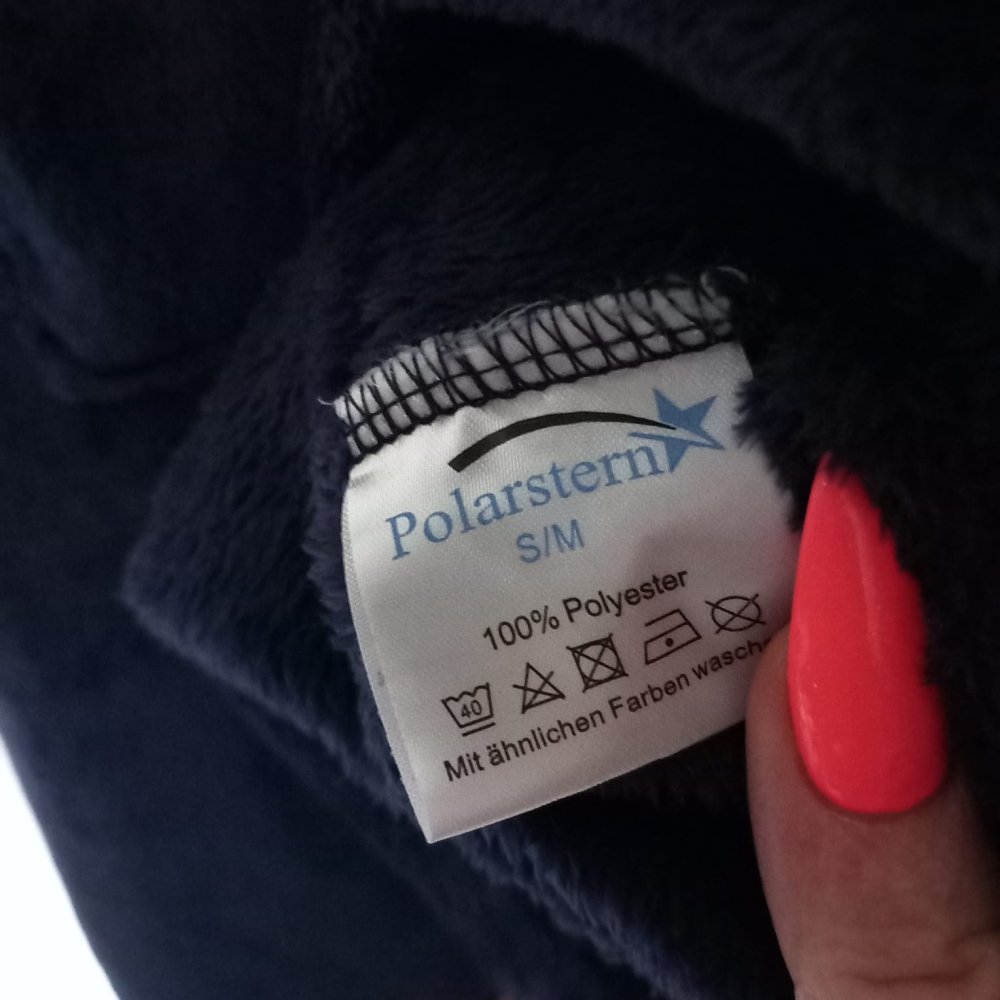 Polarstern
S/M
100% Polyester
40
Mit ähnlichen Farben wasche